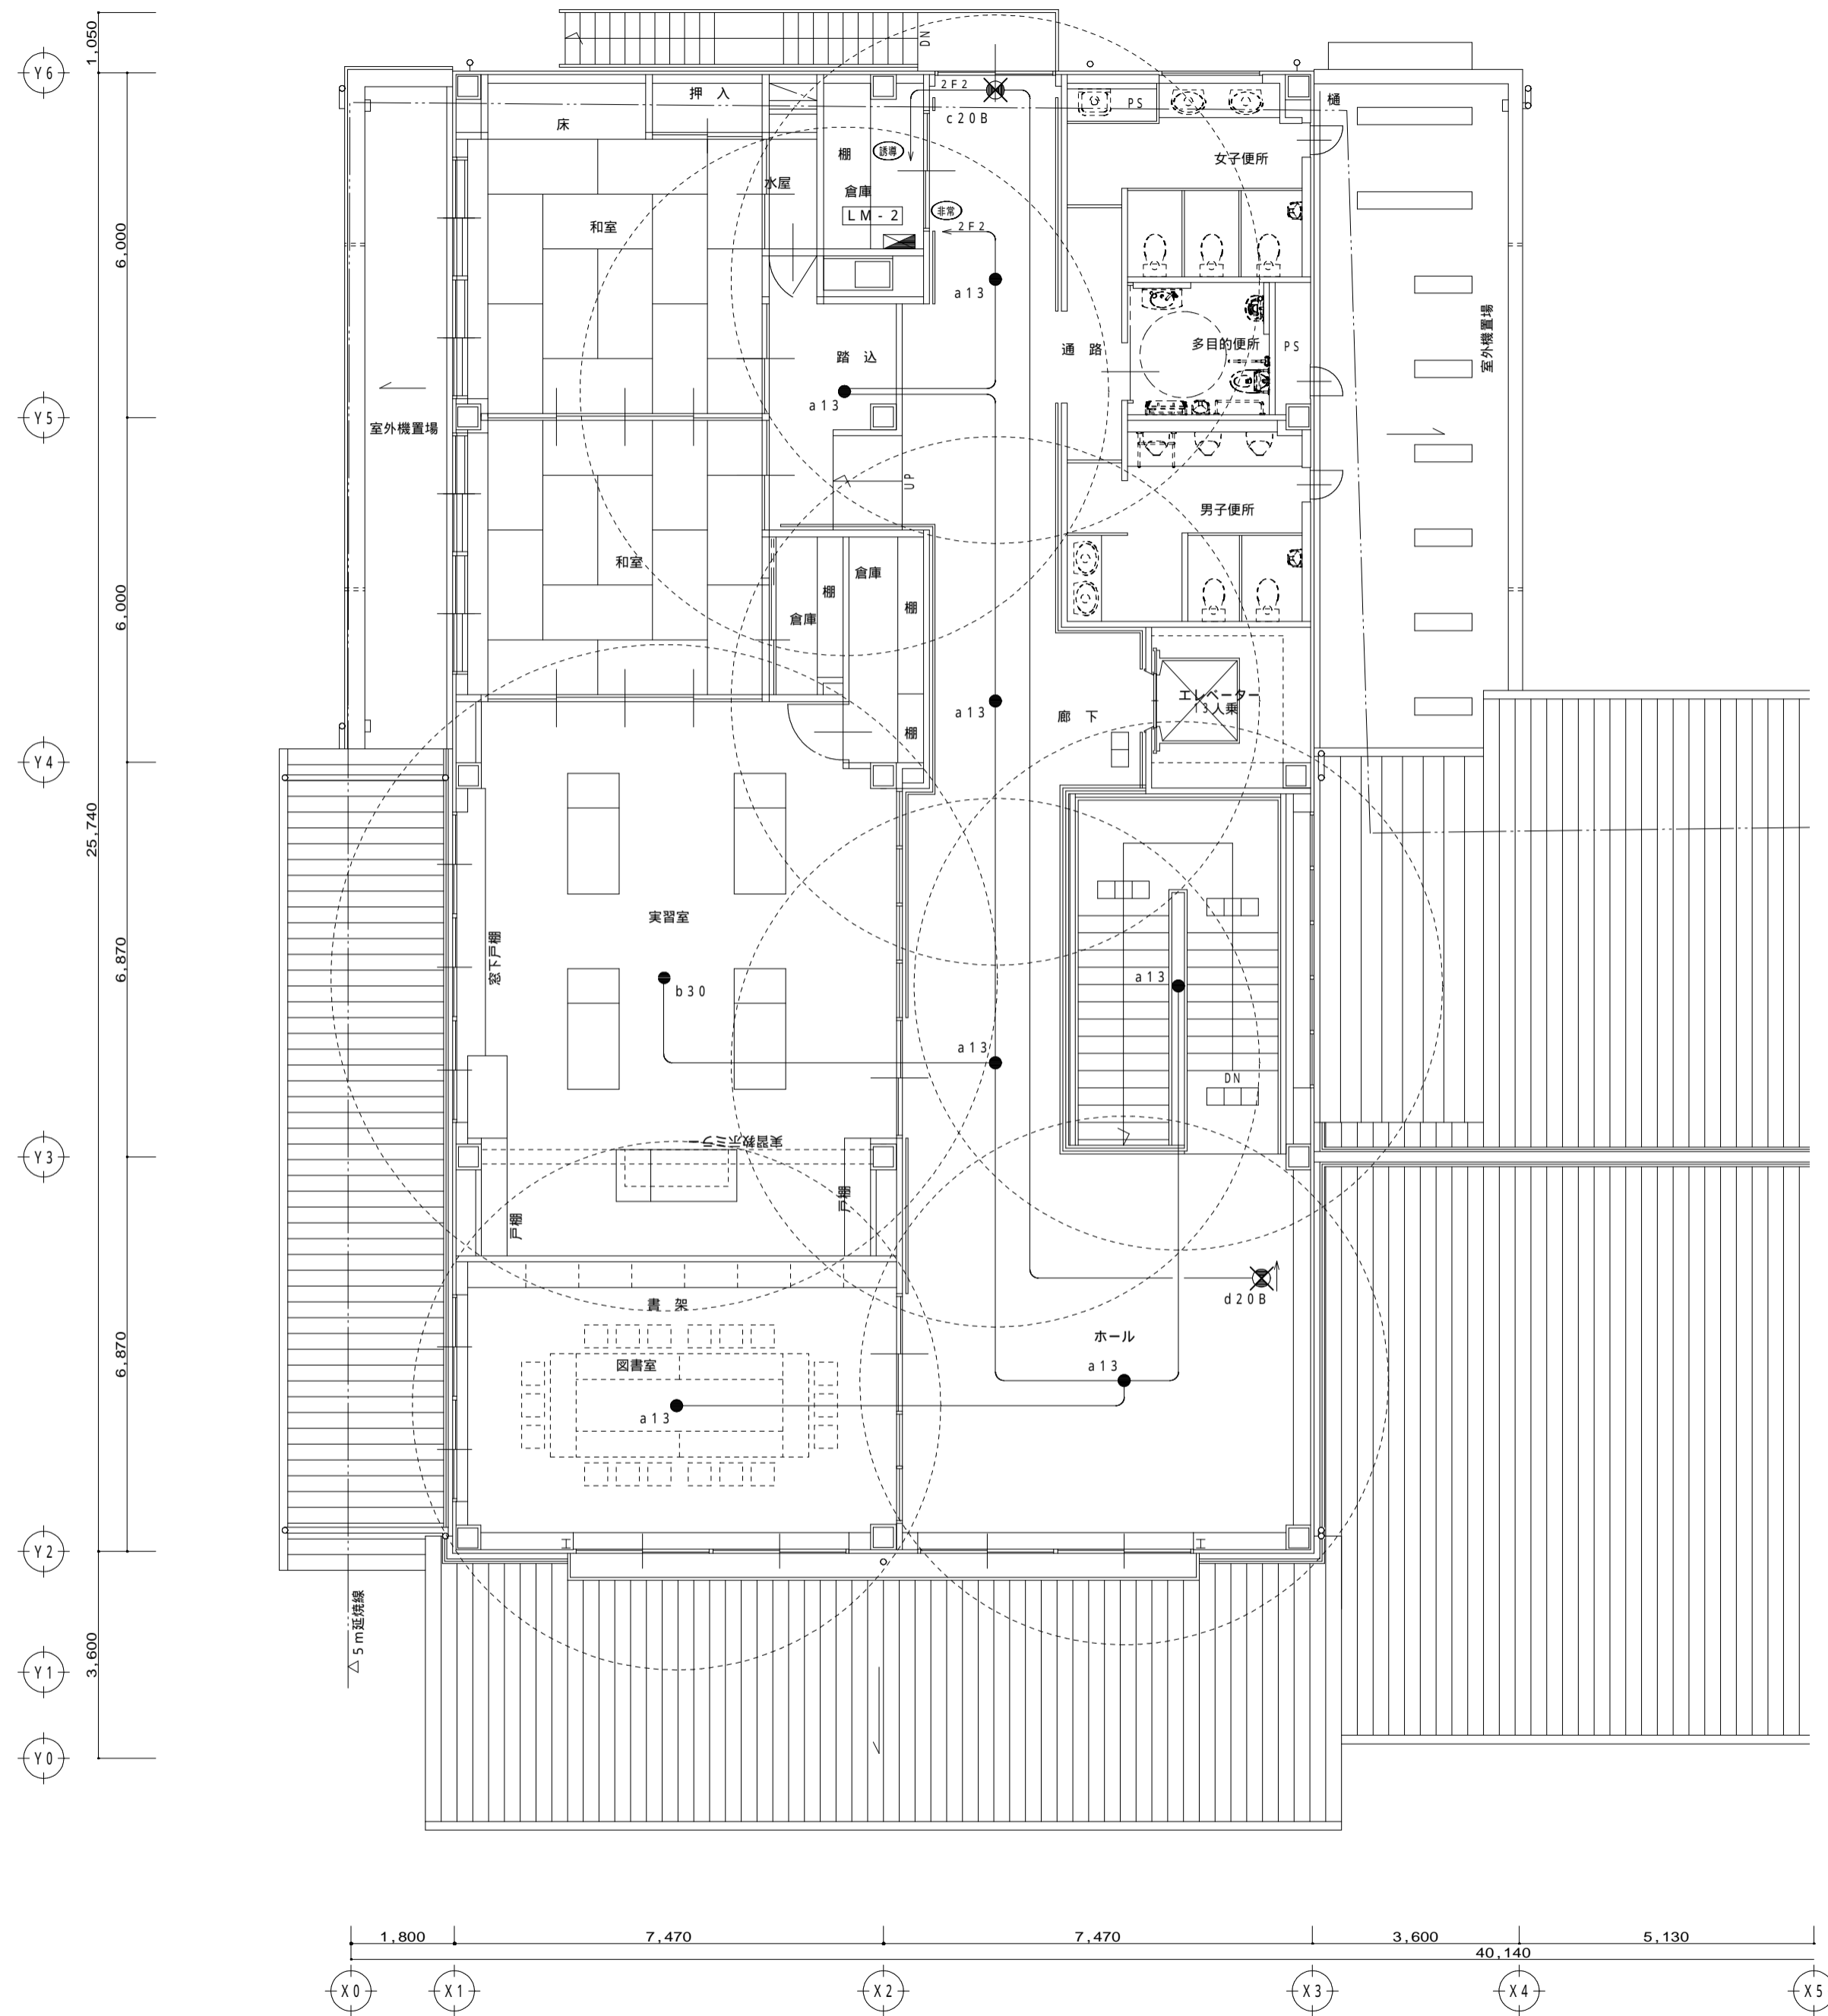 DN
1,050
Y6
2F2
押入
PS
樋
床
c20B
誘導
棚
女子便所
水屋
倉庫
LM-2
非常
2F2
和室
6,000
a13
室外機置場
多目的便所
PS
通路
踏込
a13
Y5
室外機置場
UP
男子便所
和室
倉庫
棚
棚
倉庫
6,000
エレベーター
13人乗
a13
廊下
棚
Y4
25,740
実習室
窓下戸棚
6,870
a13
b30
a13
DN
実習教示ミラー
Y3
戸棚
戸棚
d20B
書架
ホール
6,870
図書室
a13
a13
H
H
Y2
5m延焼線
3,600
Y1
Y0
1,800
7,470
7,470
3,600
5,130
40,140
X0
X1
X2
X3
X4
X5